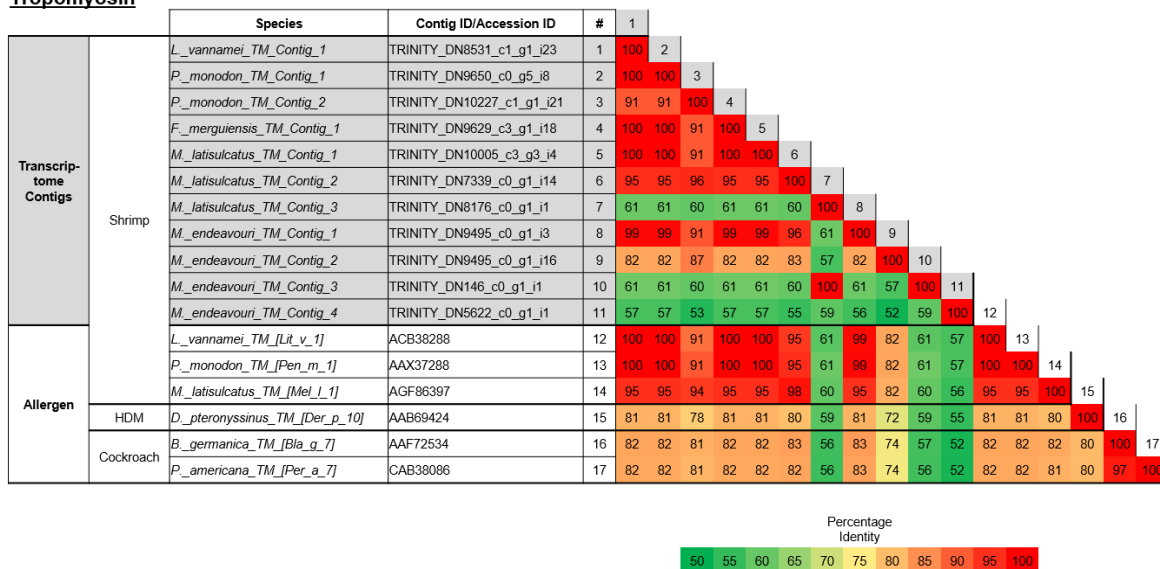 Tropomyosin
Species Contig ID/Accession ID # 1
L._vannamei_TM_Contig_1 TRINITY_DN8531_c1_g1_i23 1 100 2
P._monodon_TM_Contig_1 TRINITY_DN9650_c0_g5_i8 2 100 100 3
P._monodon_TM_Contig_2 TRINITY_DN10227_c1_g1_i21 3 91 91 100 4
F._merguiensis_TM_Contig_1 TRINITY_DN9629_c3_g1_i18 4 100 100 91 100 5
M._latisulcatus_TM_Contig_1 TRINITY_DN10005_c3_g3_i4 5 100 100 91 100 100 6
Transcrip-
tome
Contigs
M._latisulcatus_TM_Contig_2 TRINITY_DN7339_c0_g1_i14 6 95 95 96 95 95 100 7
Shrimp
M._latisulcatus_TM_Contig_3 TRINITY_DN8176_c0_g1_i1 7 61 61 60 61 61 60 100 8
M._endeavouri_TM_Contig_1 TRINITY_DN9495_c0_g1_i3 8 99 99 91 99 99 96 61 100 9
M._endeavouri_TM_Contig_2 TRINITY_DN9495_c0_g1_i16 9 82 82 87 82 82 83 57 82 100 10
M._endeavouri_TM_Contig_3 TRINITY_DN146_c0_g1_i1 10 61 61 60 61 61 60 100 61 57 100 11
M._endeavouri_TM_Contig_4 TRINITY_DN5622_c0_g1_i1 11 57 57 53 57 57 55 59 56 52 59 100 12
L._vannamei_TM_[Lit_v_1] ACB38288 12 100 100 91 100 100 95 61 99 82 61 57 100 13
P._monodon_TM_[Pen_m_1] AAX37288 13 100 100 91 100 100 95 61 99 82 61 57 100 100 14
Allergen
M._latisulcatus_TM_[Mel_l_1] AGF86397 14 95 95 94 95 95 98 60 95 82 60 56 95 95 100 15
HDM D._pteronyssinus_TM_[Der_p_10] AAB69424 15 81 81 78 81 81 80 59 81 72 59 55 81 81 80 100 16
Cockroach
B._germanica_TM_[Bla_g_7] AAF72534 16 82 82 81 82 82 83 56 83 74 57 52 82 82 82 80 100 17
P._americana_TM_[Per_a_7] CAB38086 17 82 82 81 82 82 82 56 83 74 56 52 82 82 81 80 97 100
Percentage
Identity
50 55 60 65 70 75 80 85 90 95 100